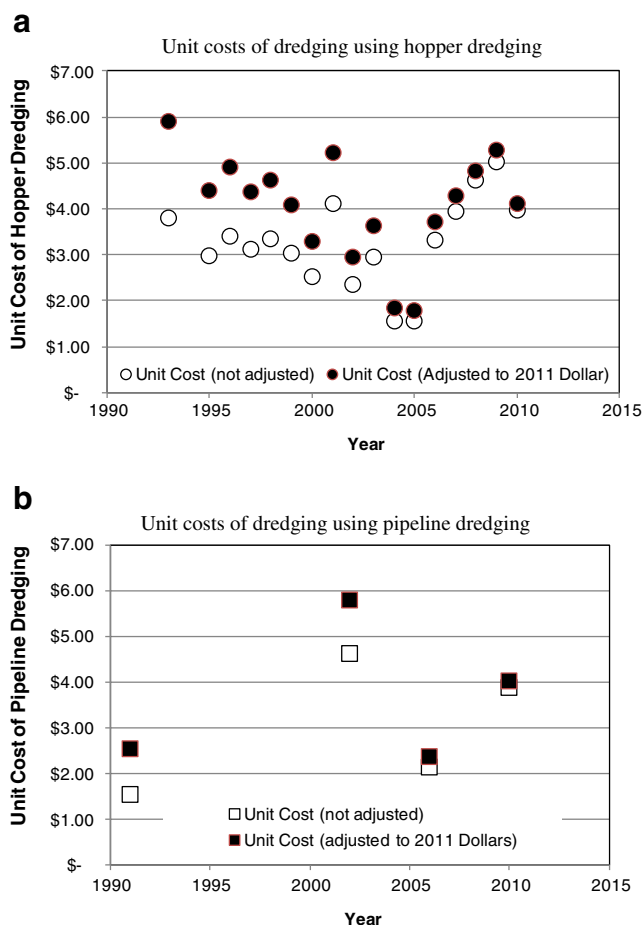 a
Unit costs of dredging using hopper dredging
Unit Cost of Hopper Dredging
$7.00
$6.00
$5.00
$4.00
$3.00
$2.00
$1.00
$-
Unit Cost (not adjusted) Unit Cost (Adjusted to 2011 Dollar)
1990 1995 2000 2005 2010 2015
Year
b
Unit costs of dredging using pipeline dredging
Unit Cost of Pipeline Dredging
$7.00
$6.00
$5.00
$4.00
$3.00
$2.00
$1.00
$-
Unit Cost (not adjusted)
Unit Cost (adjusted to 2011 Dollars)
1990 1995 2000 2005 2010 2015
Year